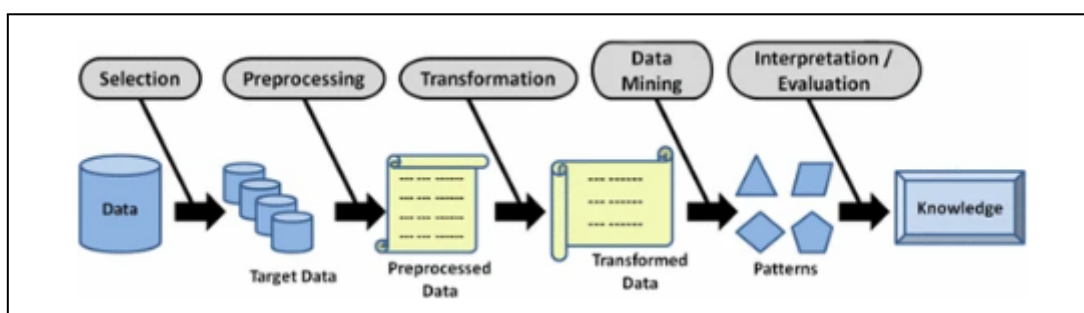 Selection
Preprocessing
Transformation
Data
Mining
Interpretation /
Evaluation
Data
Target Data
Preprocessed
Data
Transformed
Data
Patterns
Knowledge